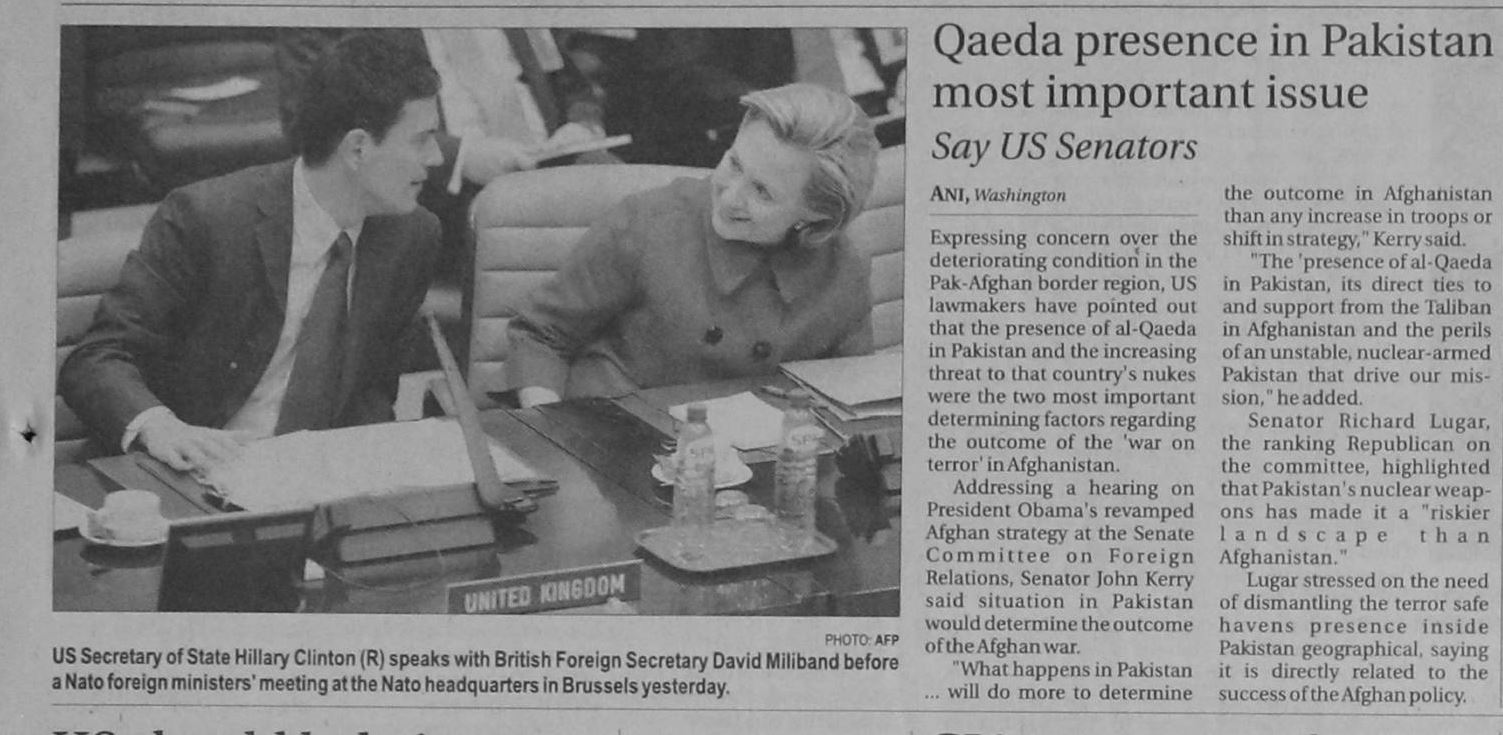 UNITED KINGDOM
SPA
PHOTO: AFP
US Secretary of State Hillary Clinton (R) speaks with British Foreign Secretary David Miliband before
a Nato foreign ministers' meeting at the Nato headquarters in Brussels yesterday.
Qaeda presence in Pakistan
most important issue
Say US Senators
ANI, Washington
Expressing concern over the
deteriorating condition in the
Pak-Afghan border region, US
lawmakers have pointed out
that the presence of al-Qaeda
in Pakistan and the increasing
threat to that country's nukes
were the two most important
determining factors regarding
the outcome of the 'war on
terror' in Afghanistan.
Addressing a hearing on
President Obama's revamped
Afghan strategy at the Senate
Committee on Foreign
Relations, Senator John Kerry
said situation in Pakistan
would determine the outcome
of the Afghan war.
"What happens in Pakistan
... will do more to determine
the outcome in Afghanistan
than any increase in troops or
shift in strategy," Kerry said.
"The 'presence of al-Qaeda
in Pakistan, its direct ties to
and support from the Taliban
in Afghanistan and the perils
of an unstable, nuclear-armed
Pakistan that drive our mis-
sion," he added.
Senator Richard Lugar,
the ranking Republican on
the committee, highlighted
that Pakistan's nuclear weap-
ons has made it a "riskier
landscape than
Afghanistan."
Lugar stressed on the need
of dismantling the terror safe
havens presence inside
Pakistan geographical, saying
it is directly related to the
success of the Afghan policy.